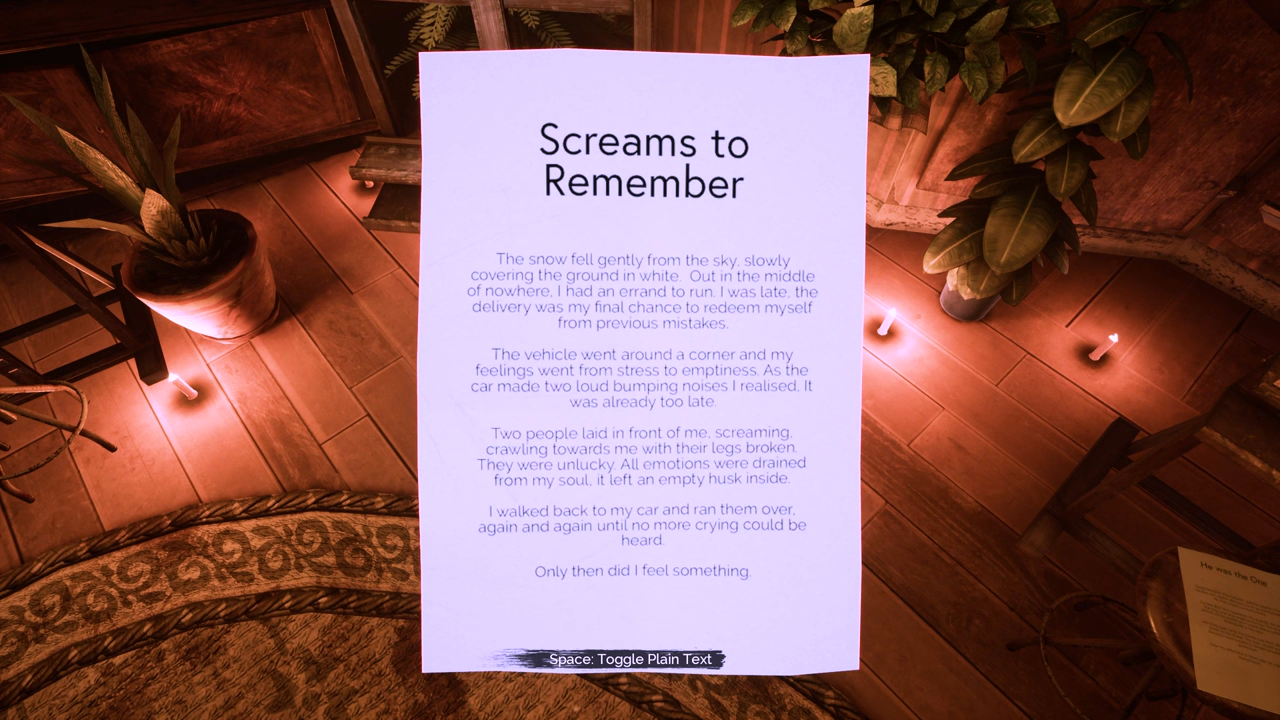 Screams to
Remember
The snow fell gently from the sky, slowly
covering the ground in white. Out in the middle
of nowhere, I had an errand to run. I was late, the
delivery was my final chance to redeem myself
from previous mistakes.
The vehicle went around a corner and my
feelings went from stress to emptiness. As the
car made two loud bumping noises I realised, It
was already too late.
Two people laid in front of me, screaming,
crawling towards me with their legs broken.
They were unlucky. All emotions were drained
from my soul, it left an empty husk inside.
I walked back to my car and ran them over,
again and again until no more crying could be
heard.
Only then did I feel something.
Space: Toggle Plain Text
He was the One